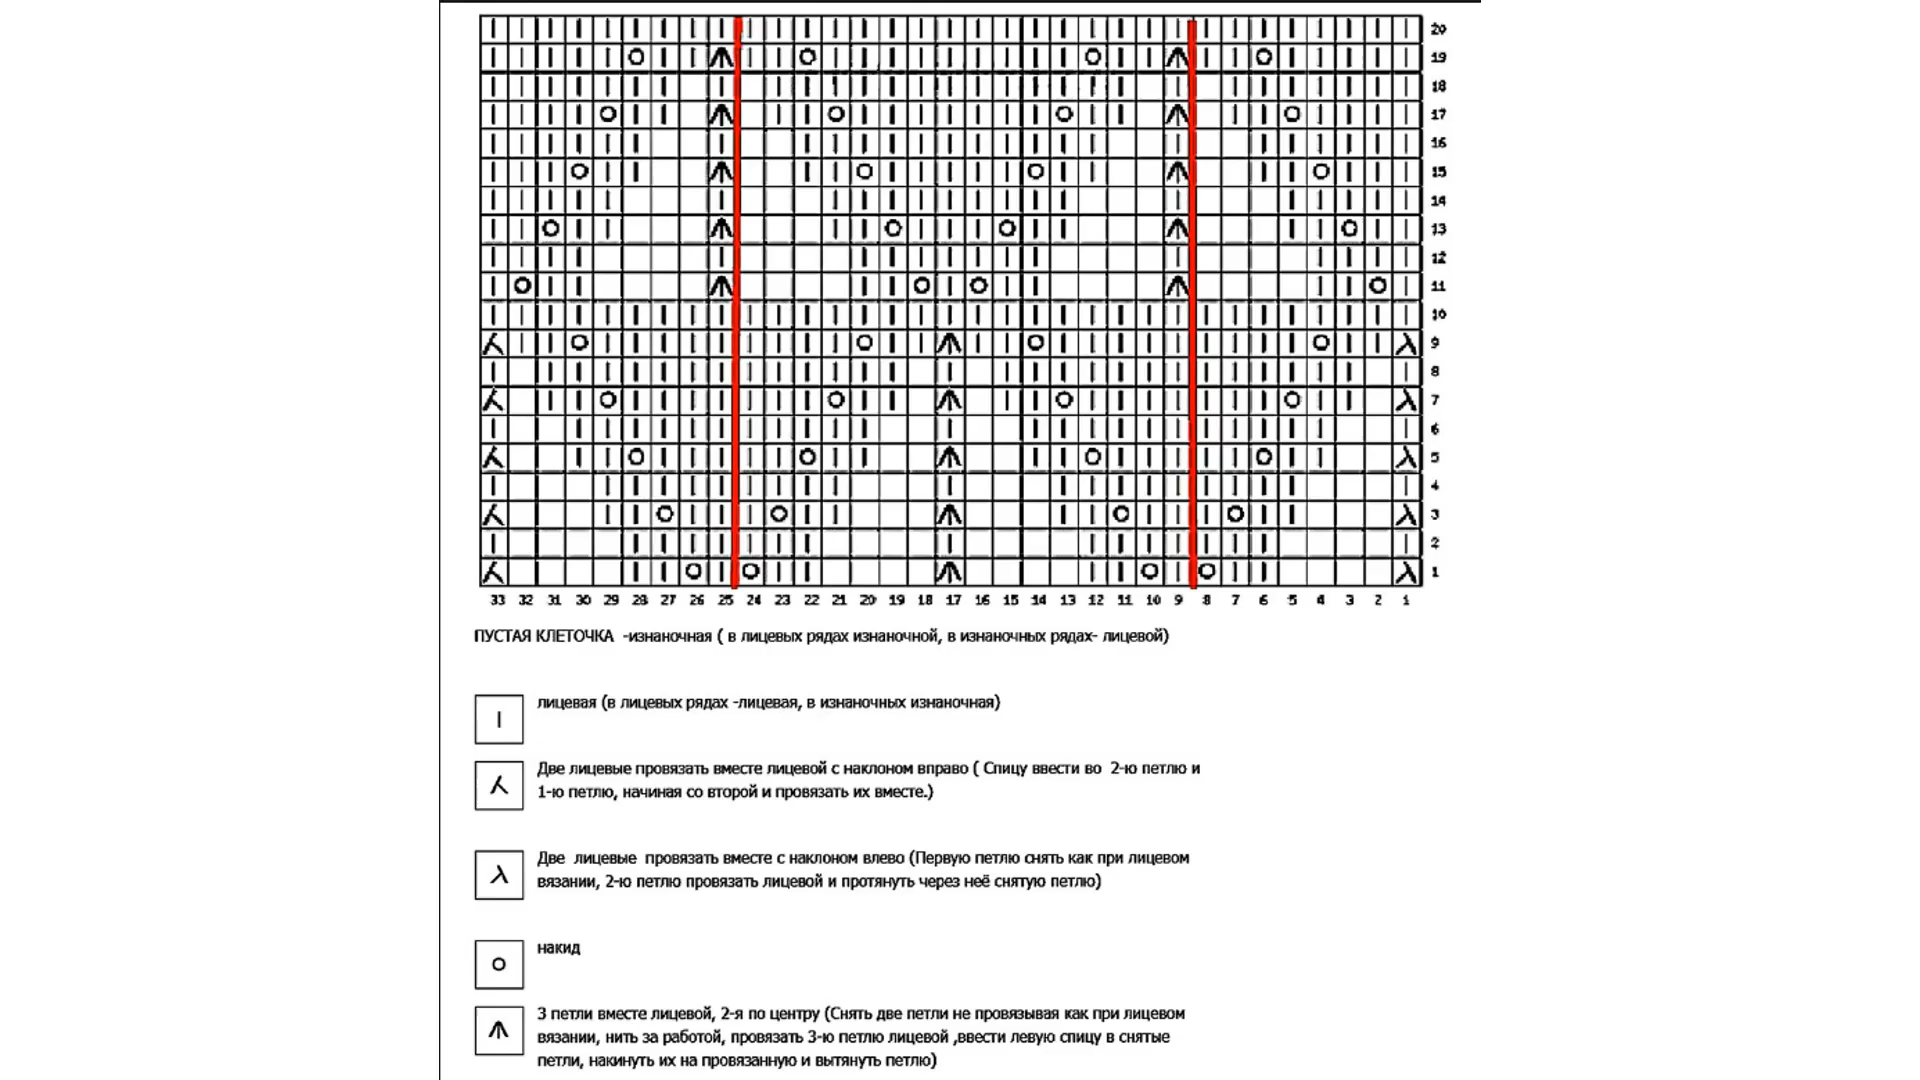 20
19
18
17
16
15
14
13
12
11
10
9
8
7
6
5
4
3
2
1
33 32 31 30 29 28 27 26 25 24 23 22 21 20 19 18 17 16 15 14 13 12 11 10 9 8 7 6 5 4 3 2 1
ПУСТАЯ КЛЕТОЧКА -изнаночная ( в лицевых рядах изнаночной, в изнаночных рядах- лицевой)
лицевая (в лицевых рядах -лицевая, в изнаночных изнаночная)
Две лицевые провязать вместе лицевой с наклоном вправо ( Спицу ввести во 2-ю петлю и
1-ю петлю, начиная со второй и провязать их вместе.)
Две лицевые провязать вместе с наклоном влево (Первую петлю снять как при лицевом
вязании, 2-ю петлю провязать лицевой и протянуть через неё снятую петлю)
накид
3 петли вместе лицевой, 2-я по центру (Снять две петли не провязывая как при лицевом
вязании, нить за работой, провязать 3-ю петлю лицевой ,ввести левую спицу в снятые
петли, накинуть их на провязанную и вытянуть петлю)